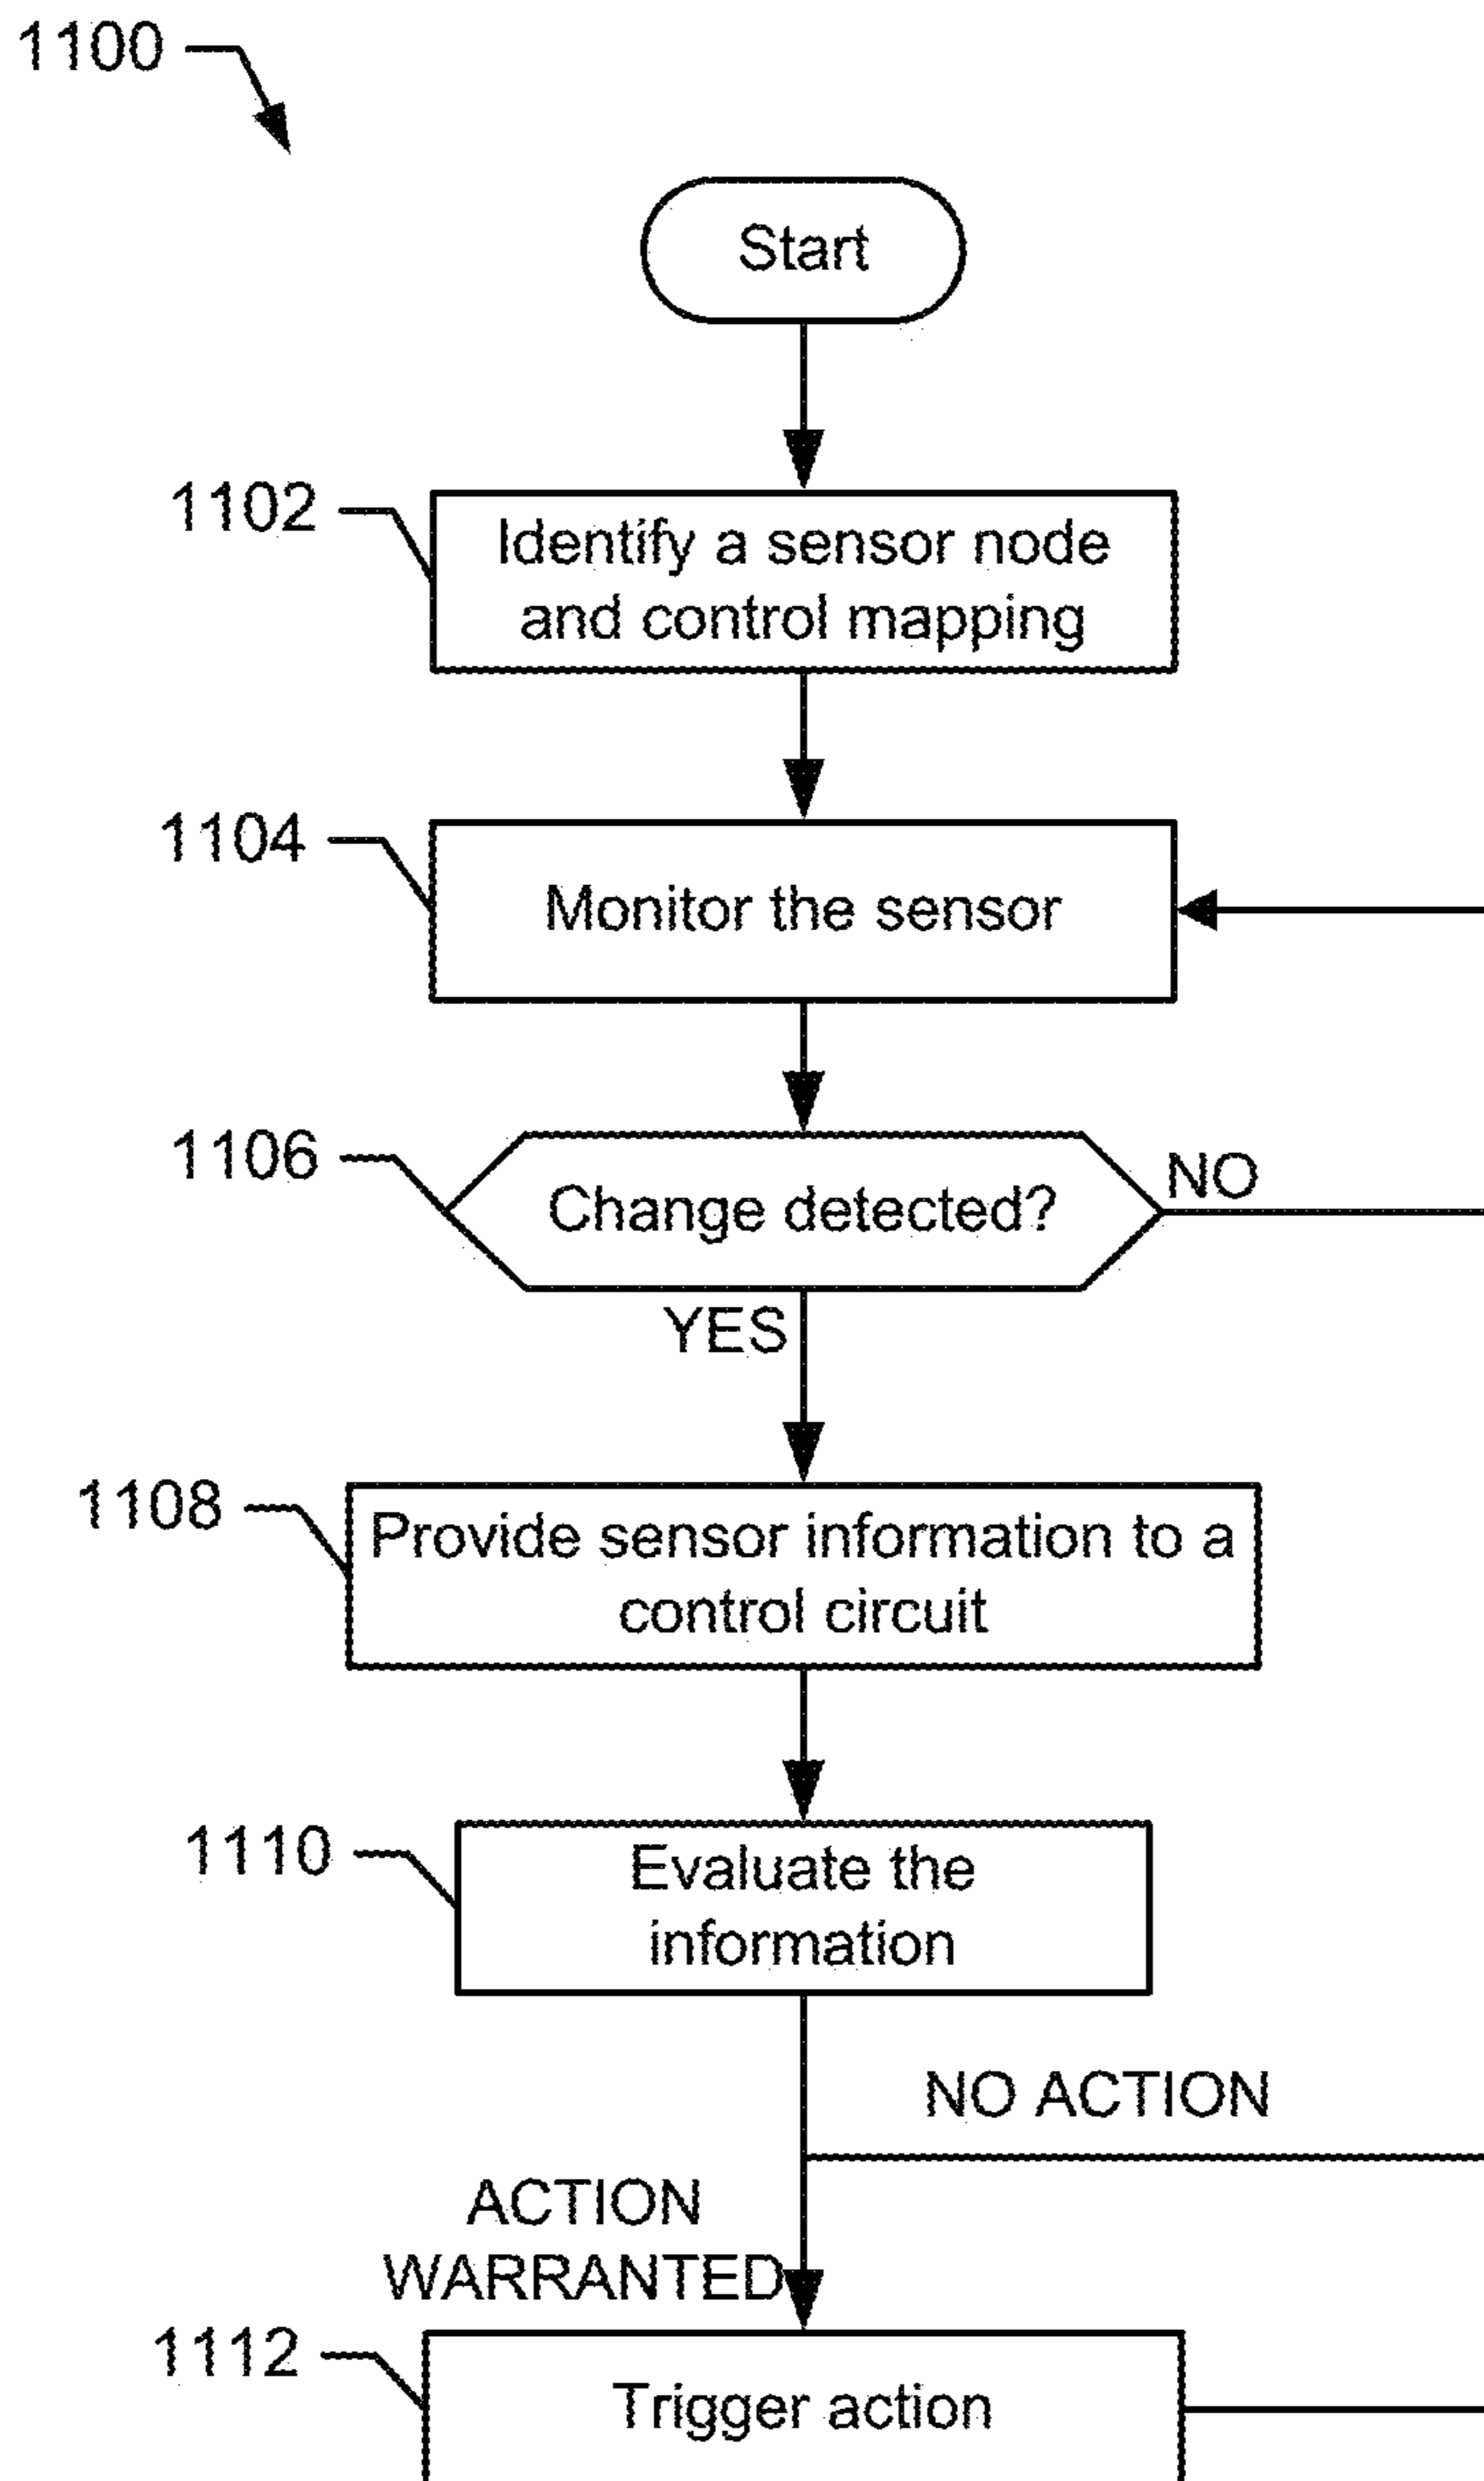 1100
Start
1102
Identify a sensor node
and control mapping
1104
Monitor the sensor
1106
Change detected?
NO
YES
1108
Provide sensor information to a
control circuit
1110
Evaluate the
information
NO ACTION
ACTION
WARRANTED
1112
Trigger action